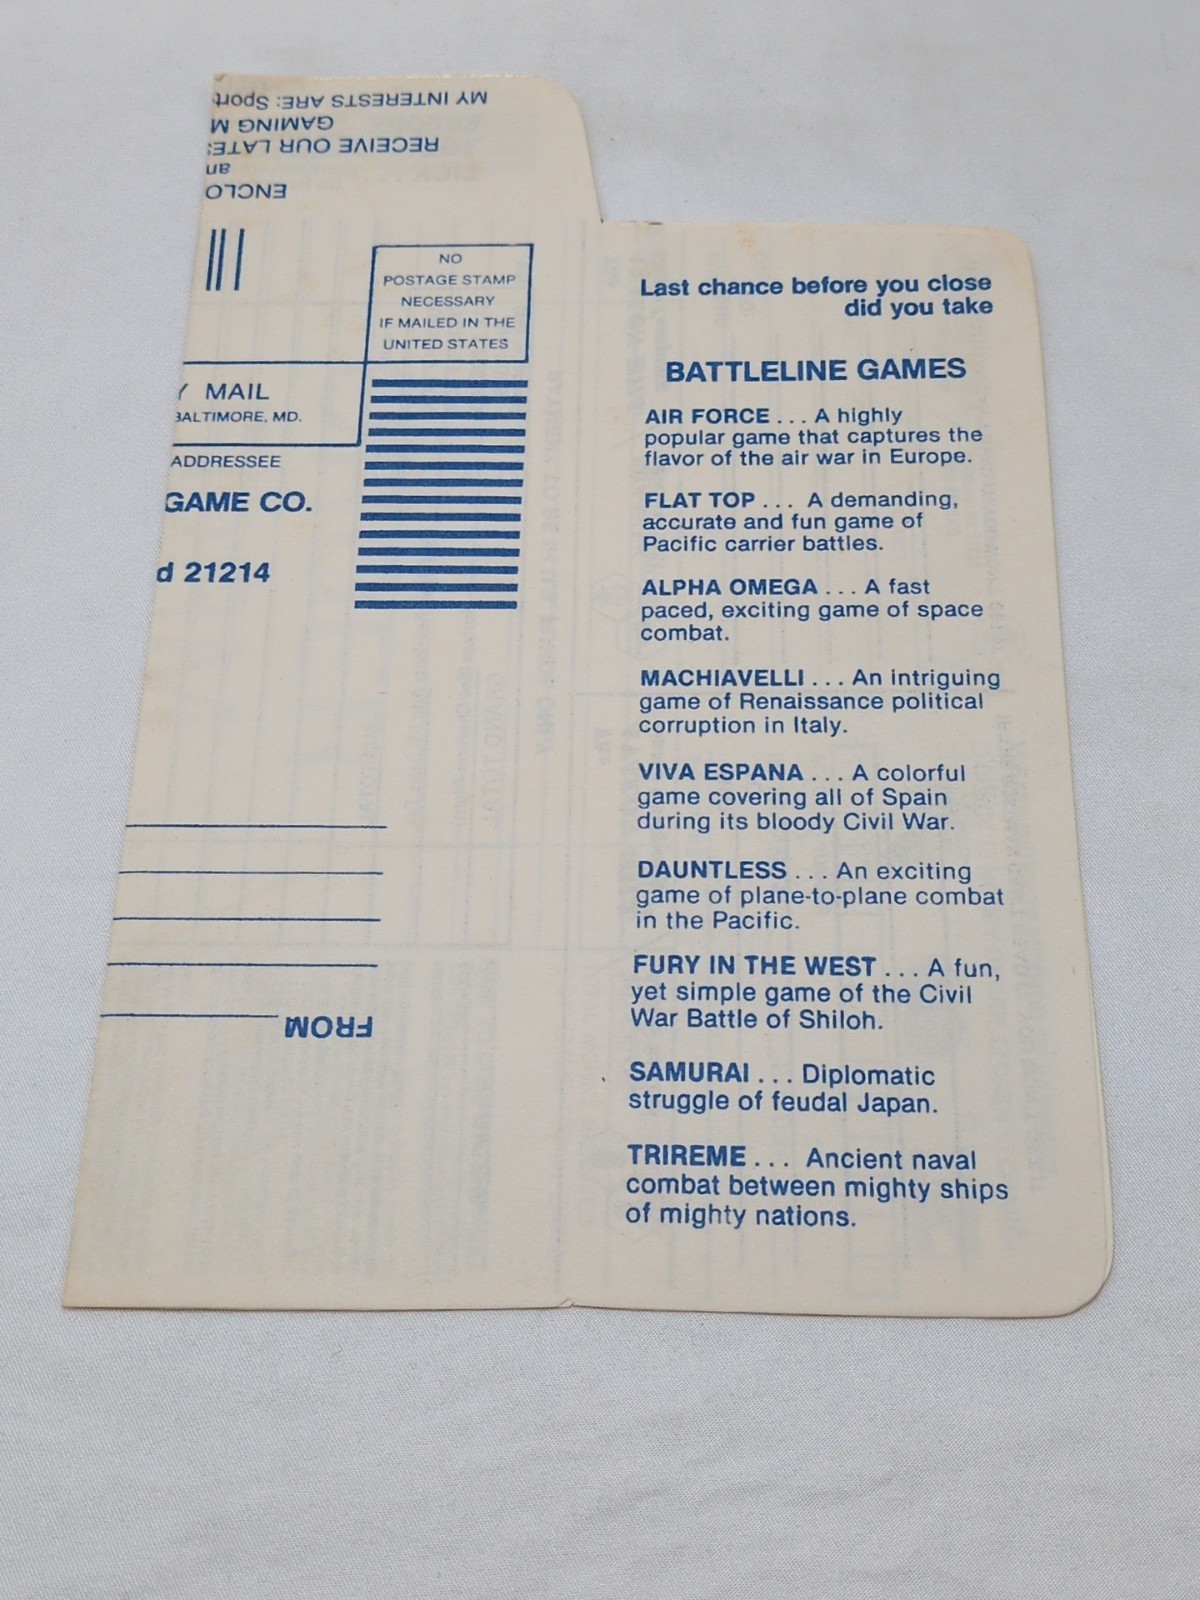 MY INTERESTS ARE: Sport
GAMING M
RECEIVE OUR LATES
an
ENCLO
NO
POSTAGE STAMP
NECESSARY
IF MAILED IN THE
UNITED STATES
Y MAIL
BALTIMORE, MD.
ADDRESSEE
GAME CO.
d 21214
FROM
Last chance before you close
did you take
BATTLELINE GAMES
AIR FORCE ... A highly
popular game that captures the
flavor of the air war in Europe.
FLAT TOP ... A demanding,
accurate and fun game of
Pacific carrier battles.
ALPHA OMEGA ... A fast
paced, exciting game of space
combat.
MACHIAVELLI ... An intriguing
game of Renaissance political
corruption in Italy.
VIVA ESPANA ... A colorful
game covering all of Spain
during its bloody Civil War.
DAUNTLESS ... An exciting
game of plane-to-plane combat
in the Pacific.
FURY IN THE WEST ... A fun,
yet simple game of the Civil
War Battle of Shiloh.
SAMURAI ... Diplomatic
struggle of feudal Japan.
TRIREME ... Ancient naval
combat between mighty ships
of mighty nations.